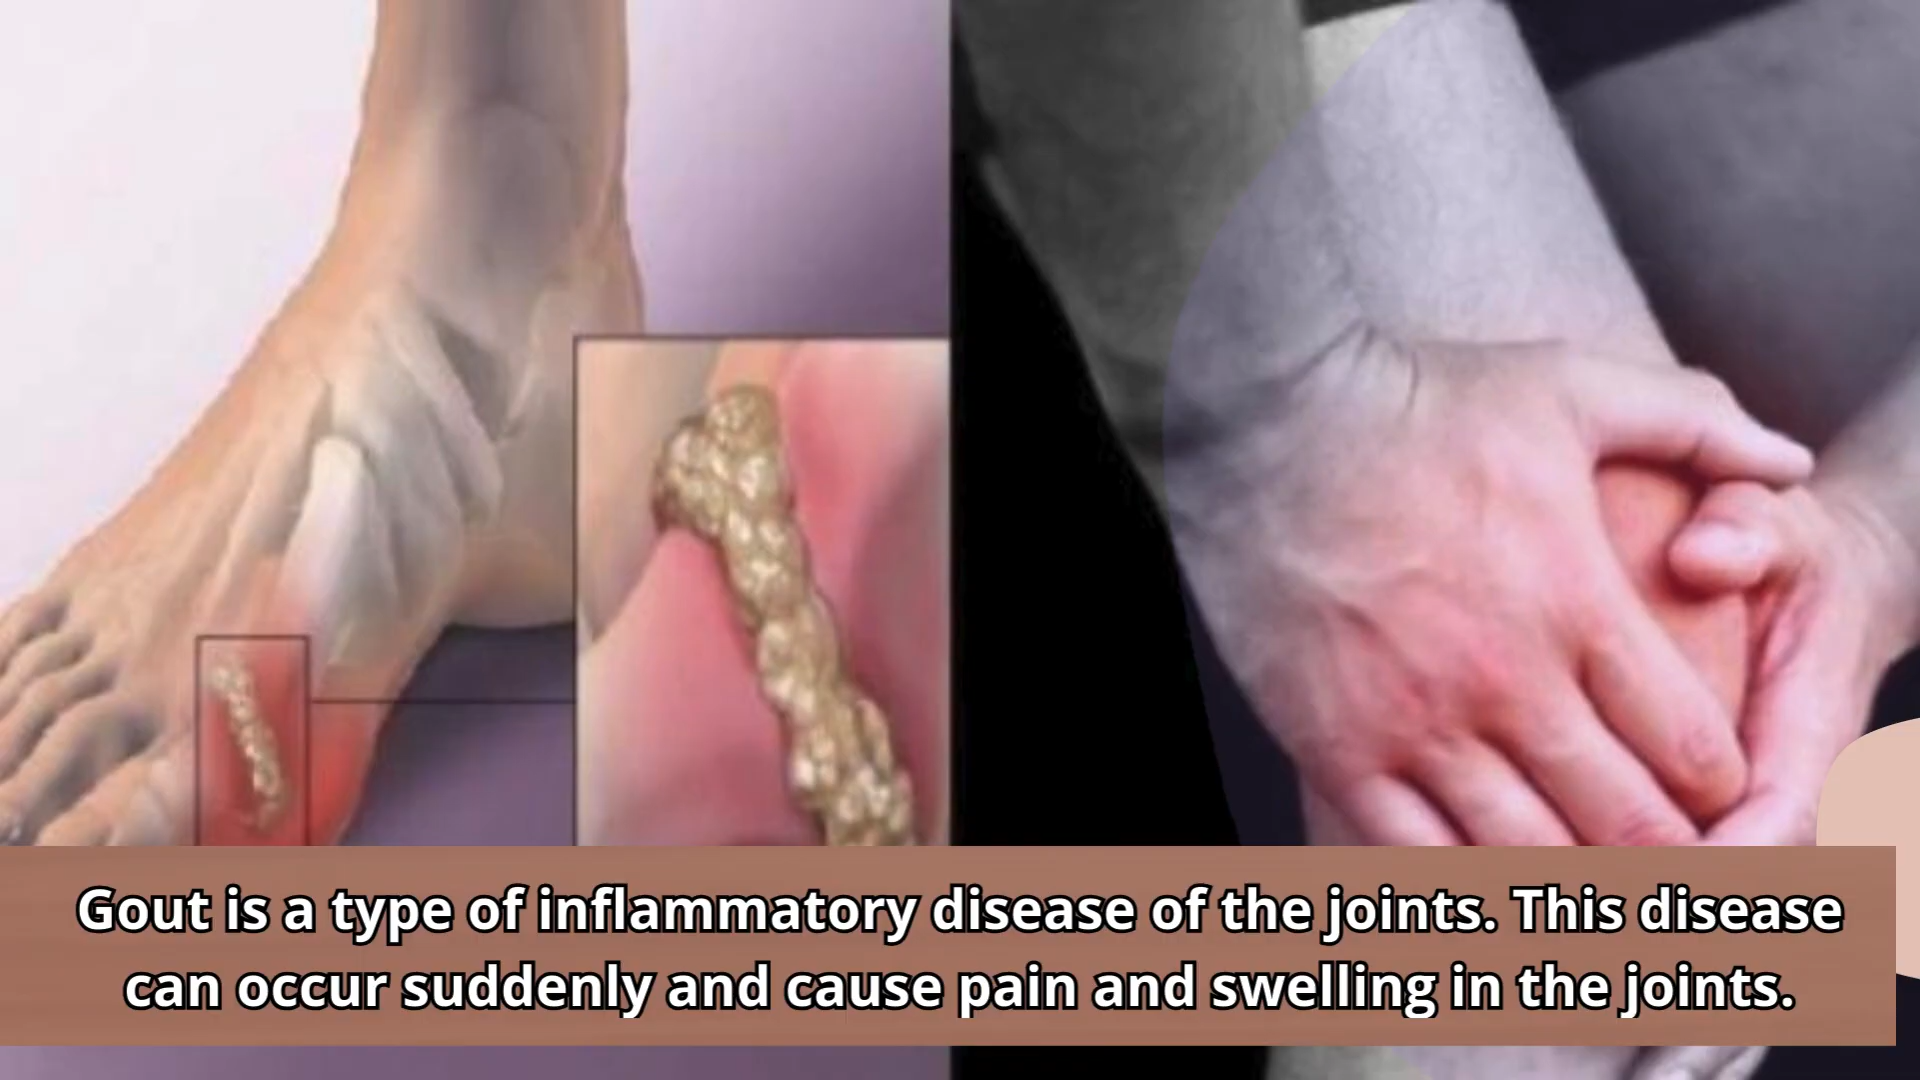 Gout is a type of inflammatory disease of the joints. This disease
can occur suddenly and cause pain and swelling in the joints.